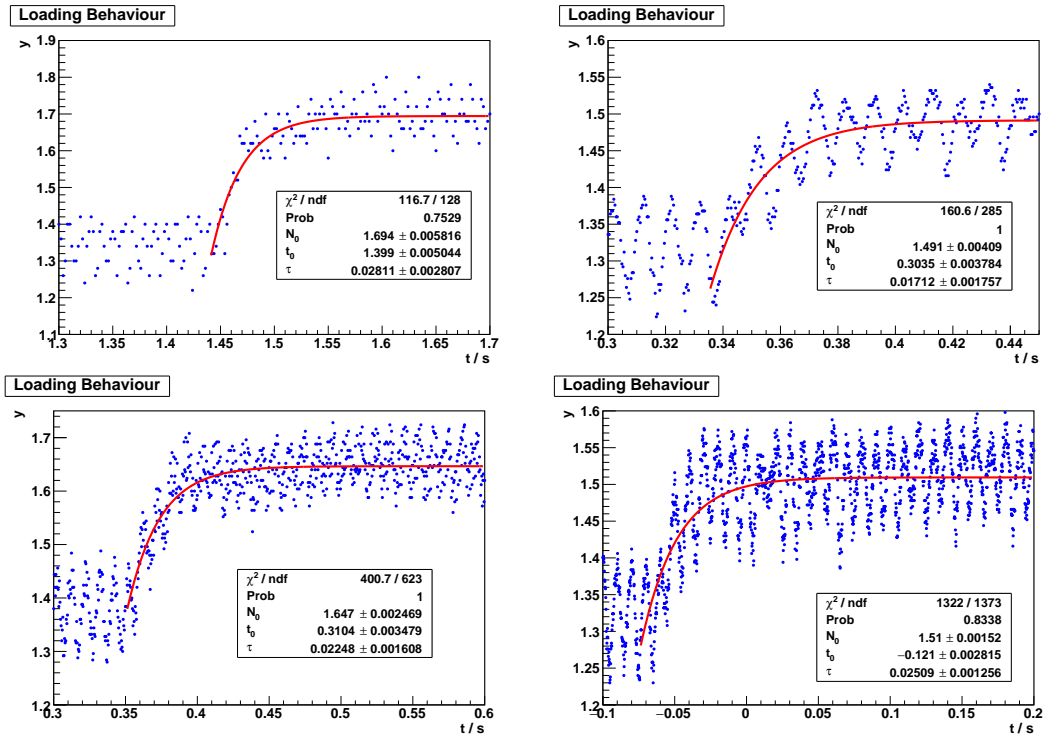 Loading Behaviour
y
1.9
1.8
1.7
1.6
1.5
1.4
1.3
1.2
1.1
1.3 1.35 1.4 1.45 1.5 1.55 1.6 1.65 1.7
t / s
χ² / ndf 116.7 / 128
Prob 0.7529
N₀ 1.694 ± 0.005816
t₀ 1.399 ± 0.005044
τ 0.02811 ± 0.002807
Loading Behaviour
y
1.6
1.55
1.5
1.45
1.4
1.35
1.3
1.25
1.2
0.3 0.32 0.34 0.36 0.38 0.4 0.42 0.44
t / s
χ² / ndf 160.6 / 285
Prob 1
N₀ 1.491 ± 0.00409
t₀ 0.3035 ± 0.003784
τ 0.01712 ± 0.001757
Loading Behaviour
y
1.7
1.6
1.5
1.4
1.3
1.2
0.3 0.35 0.4 0.45 0.5 0.55 0.6
t / s
χ² / ndf 400.7 / 623
Prob 1
N₀ 1.647 ± 0.002469
t₀ 0.3104 ± 0.003479
τ 0.02248 ± 0.001608
Loading Behaviour
y
1.6
1.55
1.5
1.45
1.4
1.35
1.3
1.25
1.2
−0.1 −0.05 0 0.05 0.1 0.15 0.2
t / s
χ² / ndf 1322 / 1373
Prob 0.8338
N₀ 1.51 ± 0.00152
t₀ −0.121 ± 0.002815
τ 0.02509 ± 0.001256